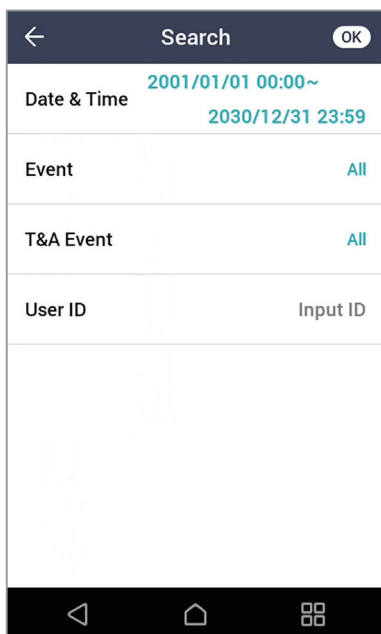 Search OK
Date & Time 2001/01/01 00:00~
2030/12/31 23:59
Event All
T&A Event All
User ID Input ID